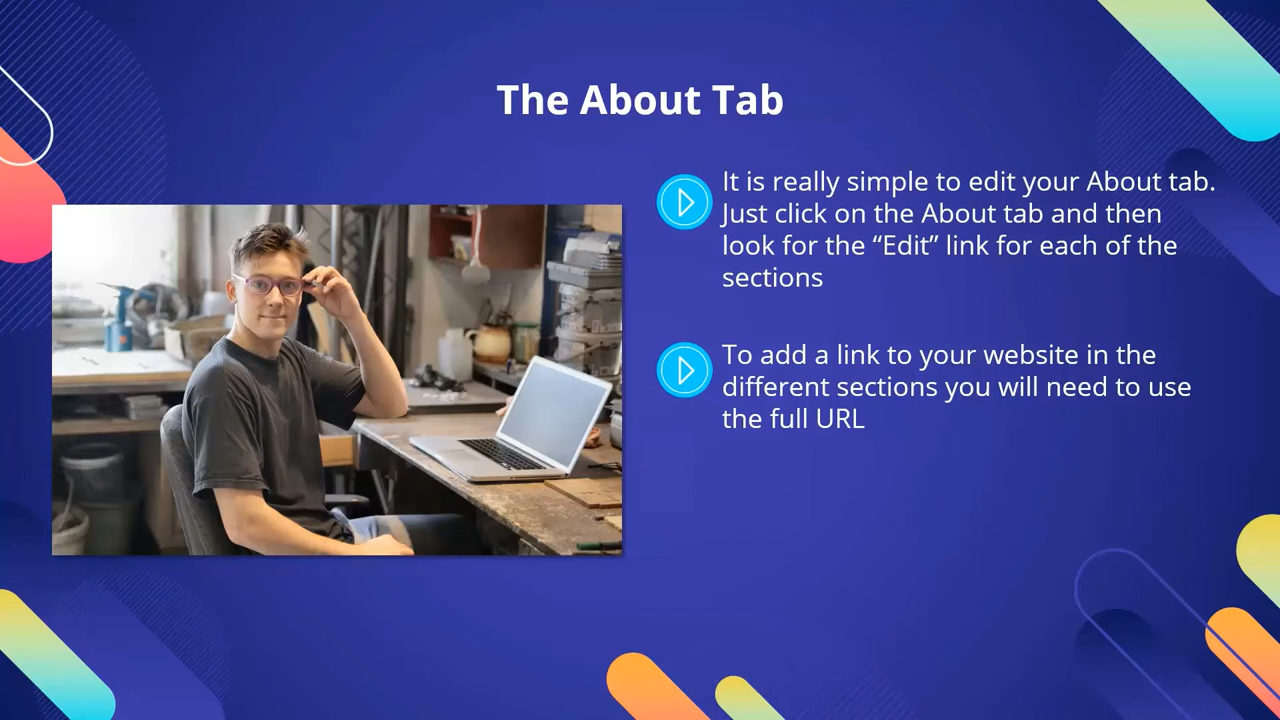 The About Tab
It is really simple to edit your About tab.
Just click on the About tab and then
look for the “Edit” link for each of the
sections
To add a link to your website in the
different sections you will need to use
the full URL